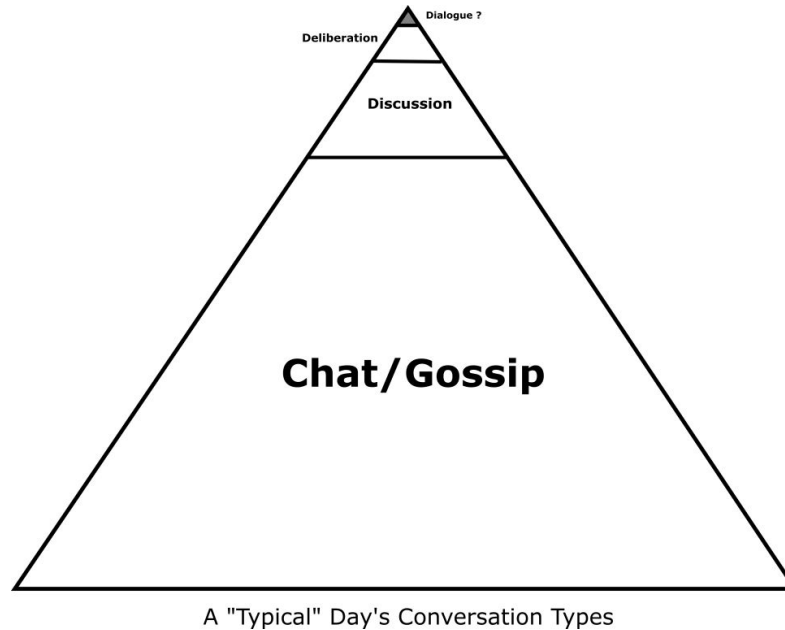 Dialogue ?
Deliberation
Discussion
Chat/Gossip
A "Typical" Day's Conversation Types